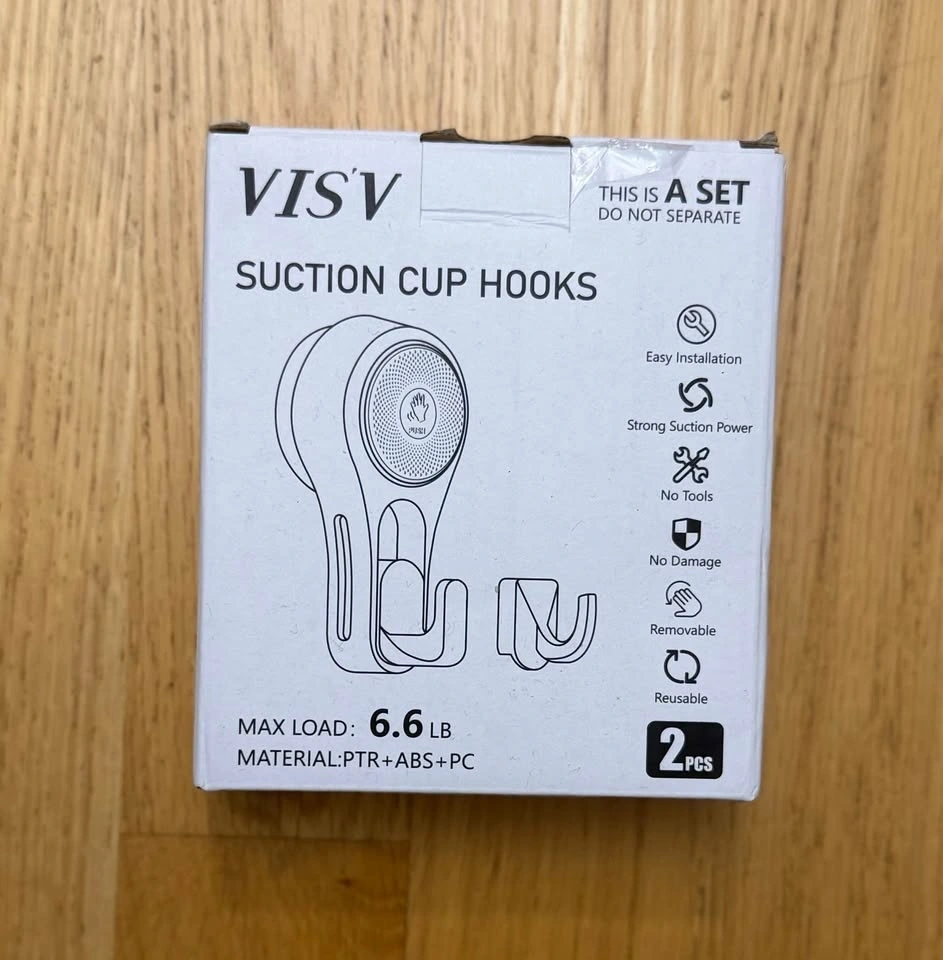 VIS'V
THIS IS A SET
DO NOT SEPARATE
SUCTION CUP HOOKS
Easy Installation
Strong Suction Power
No Tools
No Damage
Removable
Reusable
MAX LOAD: 6.6 LB
MATERIAL:PTR+ABS+PC
2PCS